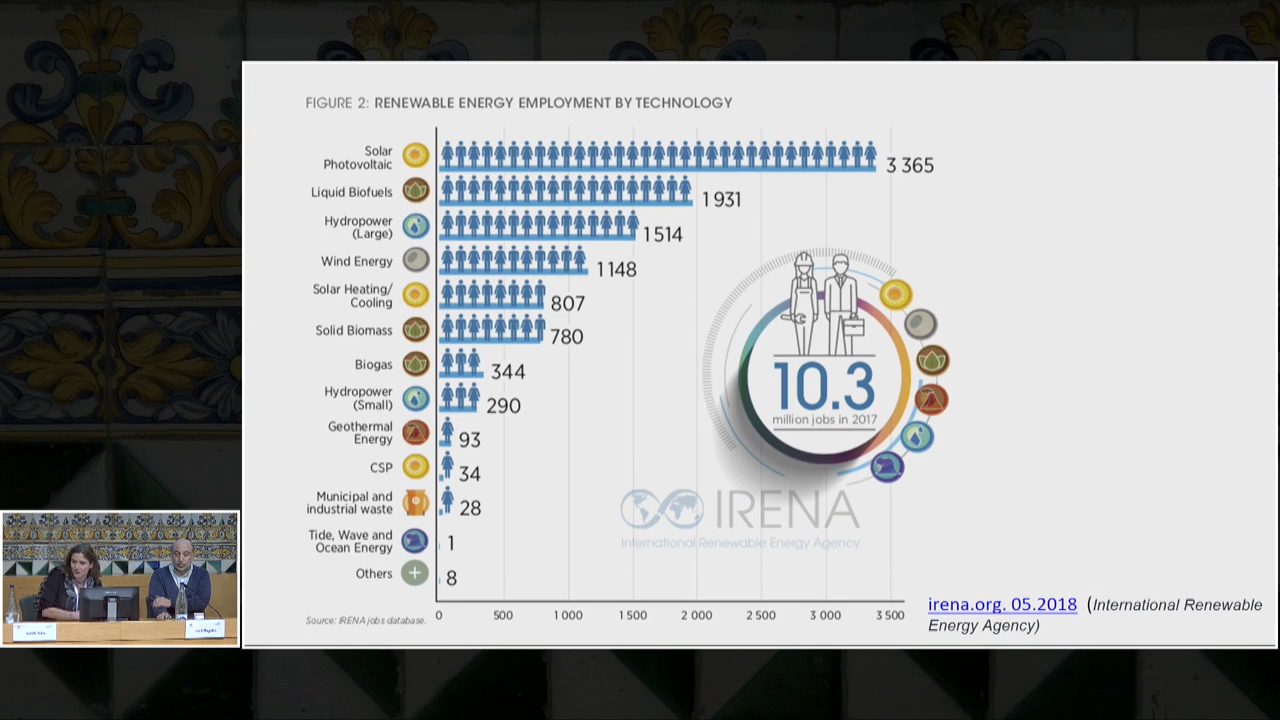 FIGURE 2: RENEWABLE ENERGY EMPLOYMENT BY TECHNOLOGY
Solar
Photovoltaic
3 365
Liquid Biofuels
1 931
Hydropower
(Large)
1 514
Wind Energy
1 148
Solar Heating/
Cooling
807
Solid Biomass
780
Biogas
344
Hydropower
(Small)
290
Geothermal
Energy
93
CSP
34
Municipal and
industrial waste
28
Tide, Wave and
Ocean Energy
1
Others
8
0 500 1 000 1 500 2 000 2 500 3 000 3 500
Source: IRENA jobs database.
10.3
million jobs in 2017
IRENA
International Renewable Energy Agency
irena.org. 05.2018 (International Renewable
Energy Agency)